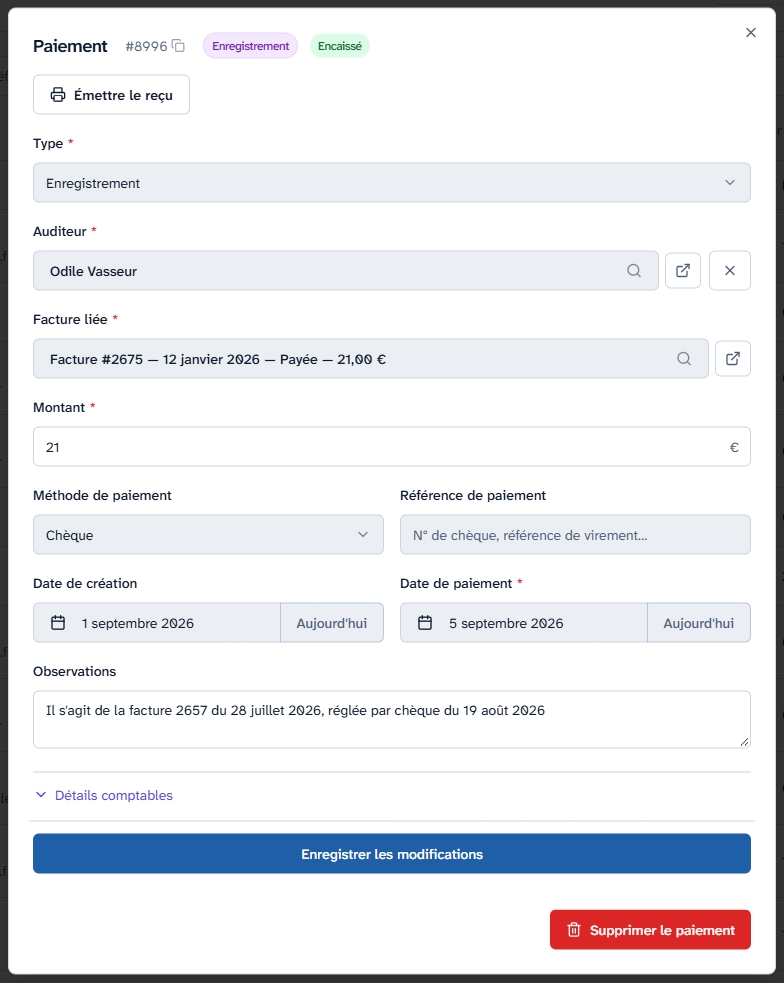 Paiement #8996 Enregistrement Encaissé
Émettre le reçu
Type *
Enregistrement
Auditeur *
Odile Vasseur
Facture liée *
Facture #2675 — 12 janvier 2026 — Payée — 21,00 €
Montant *
21 €
Méthode de paiement Référence de paiement
Chèque N° de chèque, référence de virement...
Date de création Date de paiement *
1 septembre 2026 Aujourd'hui 5 septembre 2026 Aujourd'hui
Observations
Il s'agit de la facture 2657 du 28 juillet 2026, réglée par chèque du 19 août 2026
Détails comptables
Enregistrer les modifications
Supprimer le paiement